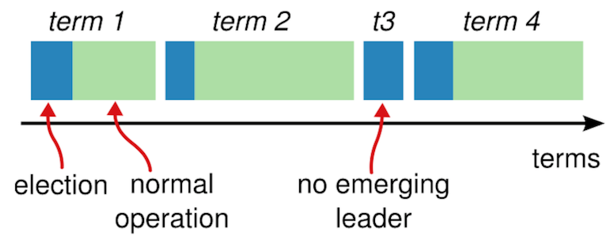 term 1 term 2 t3 term 4
terms
election normal operation no emerging leader